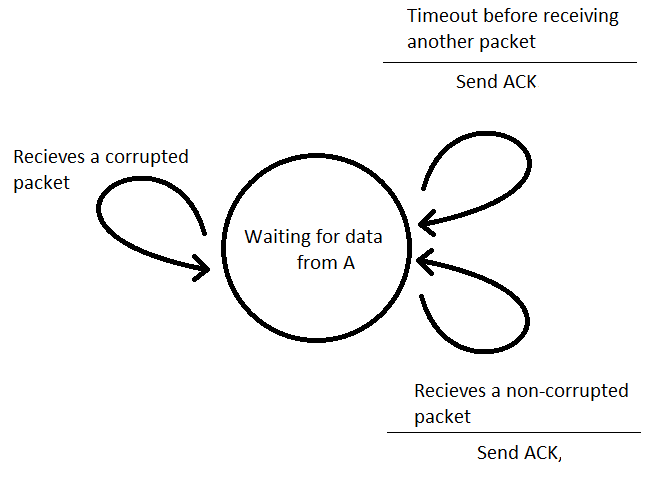 Timeout before receiving
another packet
Send ACK
Recieves a corrupted
packet
Waiting for data
from A
Recieves a non-corrupted
packet
Send ACK,